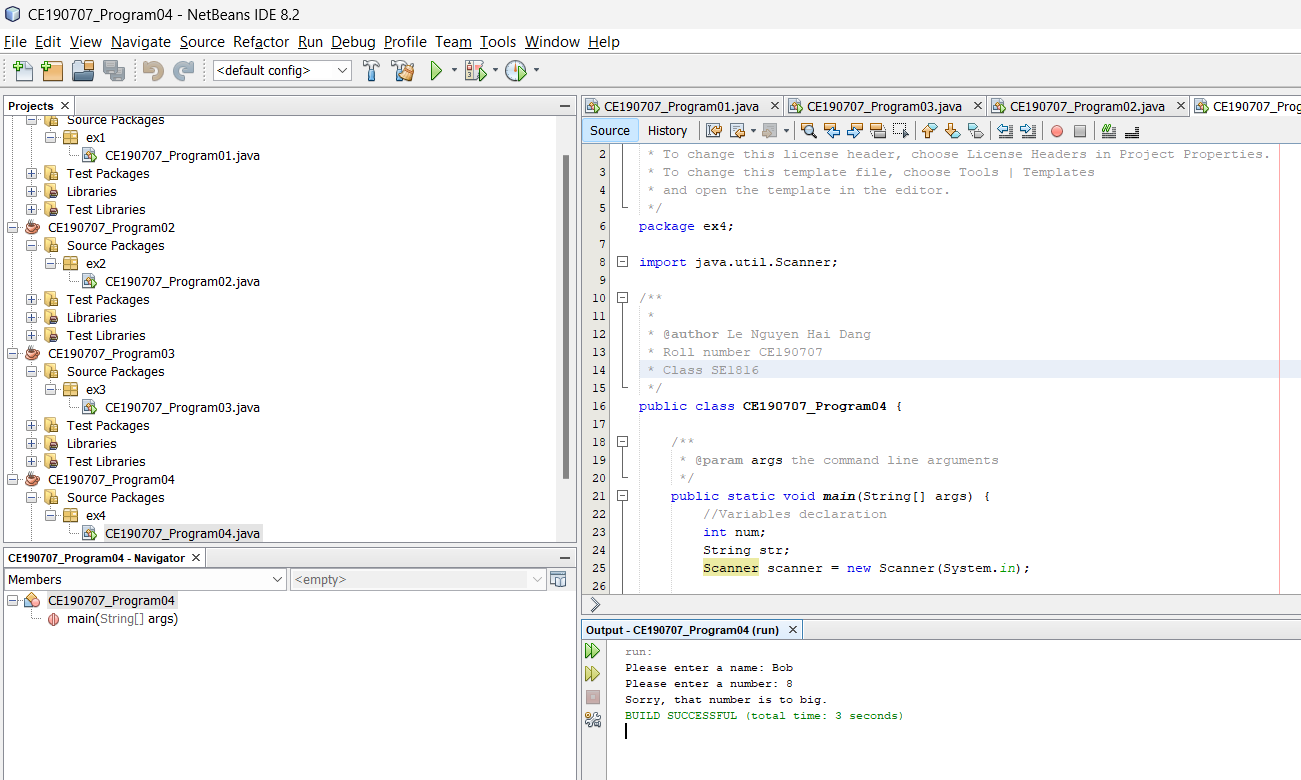 CE190707_Program04 - NetBeans IDE 8.2
File Edit View Navigate Source Refactor Run Debug Profile Team Tools Window Help
<default config>
Projects
Source Packages
ex1
CE190707_Program01.java
Test Packages
Libraries
Test Libraries
CE190707_Program02
Source Packages
ex2
CE190707_Program02.java
Test Packages
Libraries
Test Libraries
CE190707_Program03
Source Packages
ex3
CE190707_Program03.java
Test Packages
Libraries
Test Libraries
CE190707_Program04
Source Packages
ex4
CE190707_Program04.java
CE190707_Program04 - Navigator
Members <empty>
CE190707_Program04
main(String[] args)
CE190707_Program01.java CE190707_Program03.java CE190707_Program02.java CE190707_Prog
Source History
2 * To change this license header, choose License Headers in Project Properties.
3 * To change this template file, choose Tools | Templates
4 * and open the template in the editor.
5 */
6 package ex4;
7
8 import java.util.Scanner;
9
10 /**
11 *
12 * @author Le Nguyen Hai Dang
13 * Roll number CE190707
14 * Class SE1816
15 */
16 public class CE190707_Program04 {
17
18 /**
19 * @param args the command line arguments
20 */
21 public static void main(String[] args) {
22 //Variables declaration
23 int num;
24 String str;
25 Scanner scanner = new Scanner(System.in);
26
Output - CE190707_Program04 (run)
run:
Please enter a name: Bob
Please enter a number: 8
Sorry, that number is to big.
BUILD SUCCESSFUL (total time: 3 seconds)